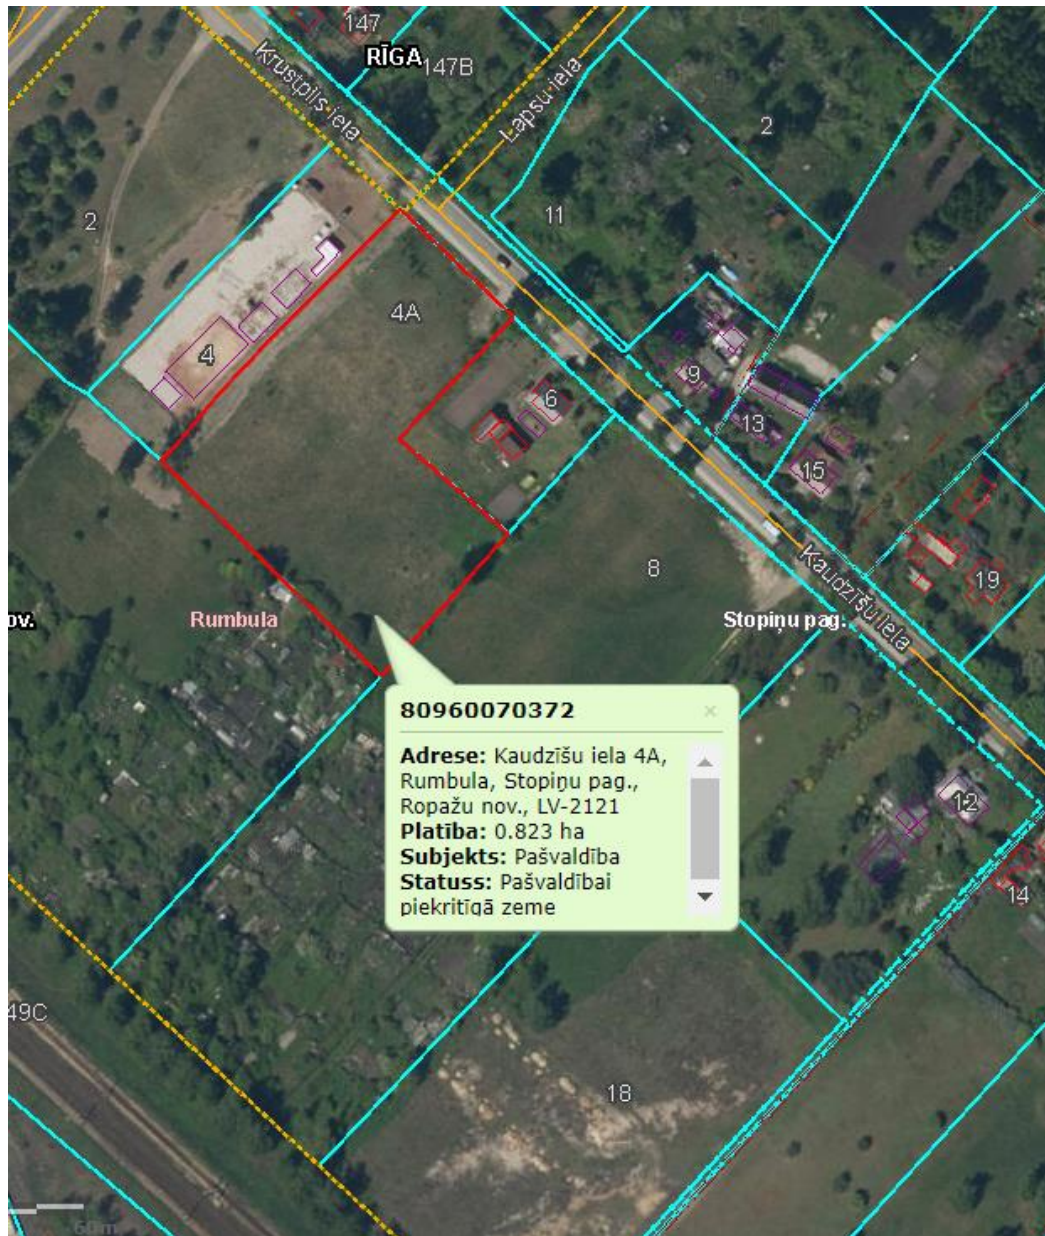 147
RĪGA
147B
Krustpils iela
Lapsu iela
2
2
11
4A
4
9
6
13
15
8
19
Kaudzīšu iela
ov.
Rumbula
Stopiņu pag.
80960070372
×
Adrese: Kaudzīšu iela 4A,
Rumbula, Stopiņu pag.,
Ropažu nov., LV-2121
Platība: 0.823 ha
Subjekts: Pašvaldība
Statuss: Pašvaldībai
piekritīgā zeme
12
14
49C
18
60m